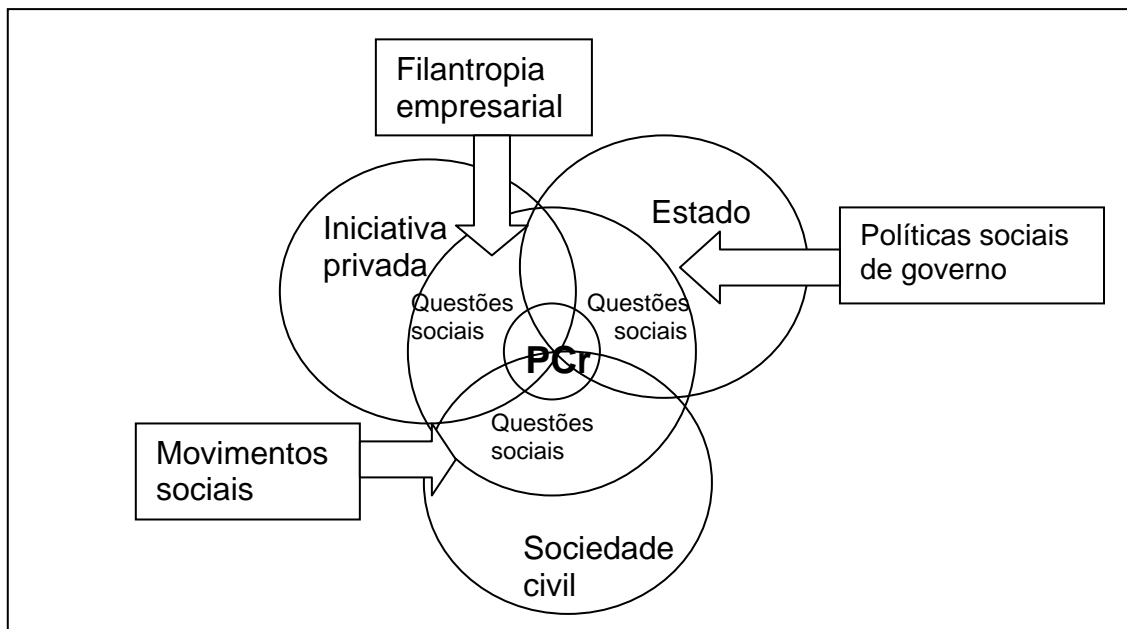 Filantropia
empresarial
Iniciativa
privada
Estado
Políticas sociais
de governo
Questões
sociais
Questões
sociais
PCr
Questões
sociais
Movimentos
sociais
Sociedade
civil